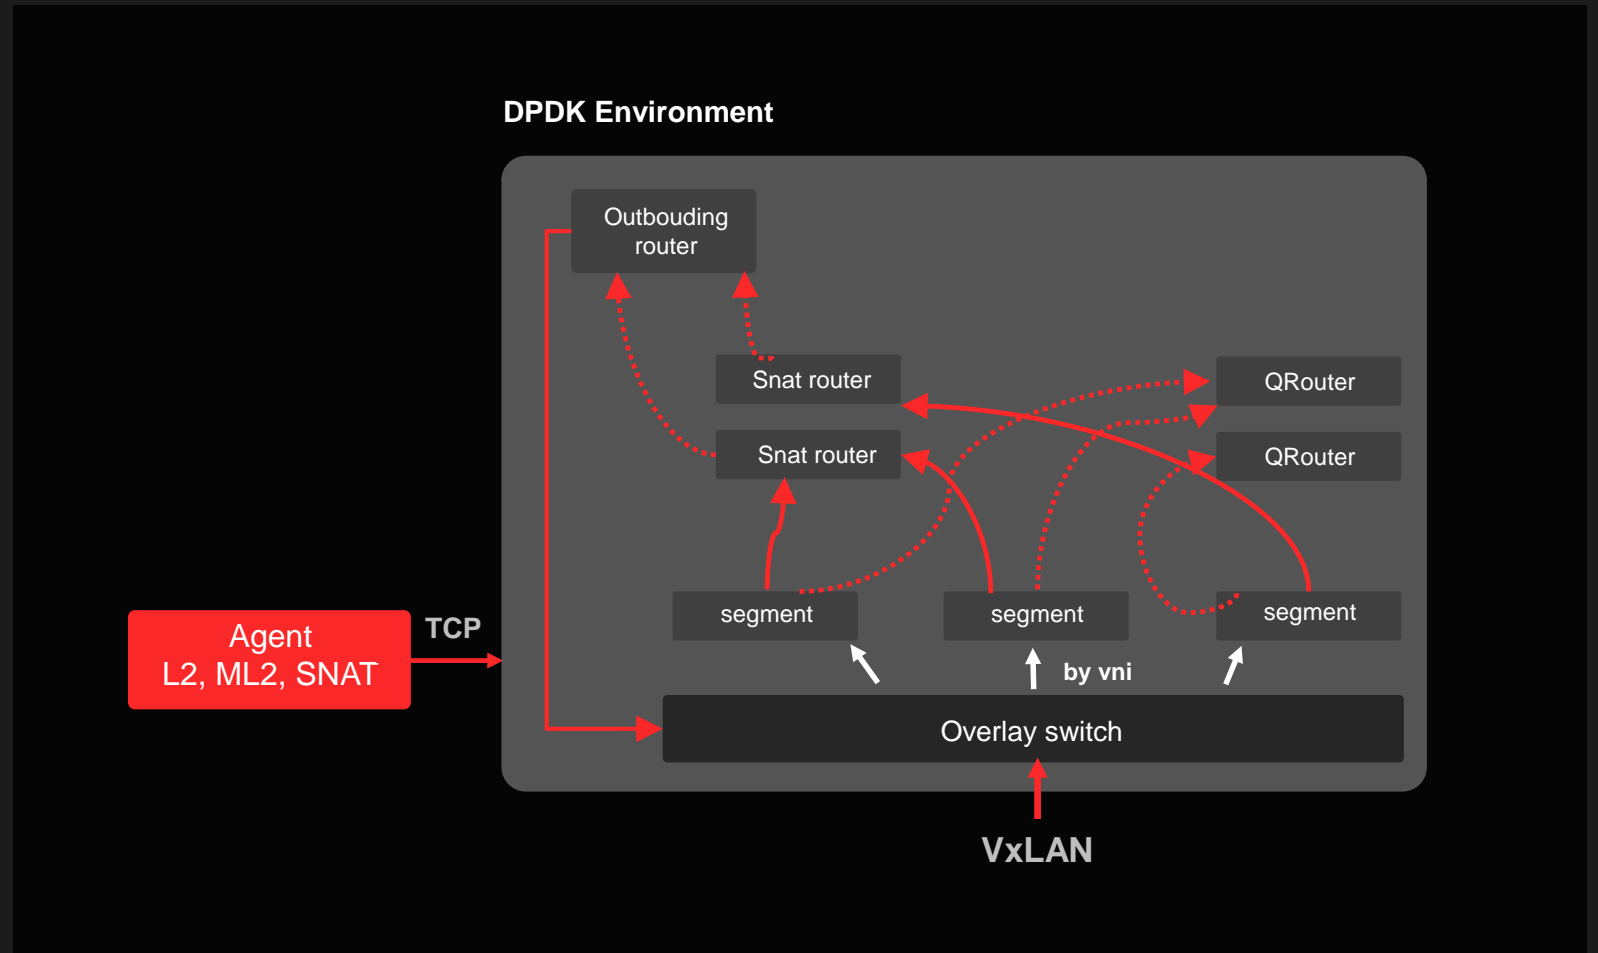 DPDK Environment
Outbouding
router
Snat router
QRouter
Snat router
QRouter
segment
segment
segment
Agent
L2, ML2, SNAT
TCP
by vni
Overlay switch
VxLAN